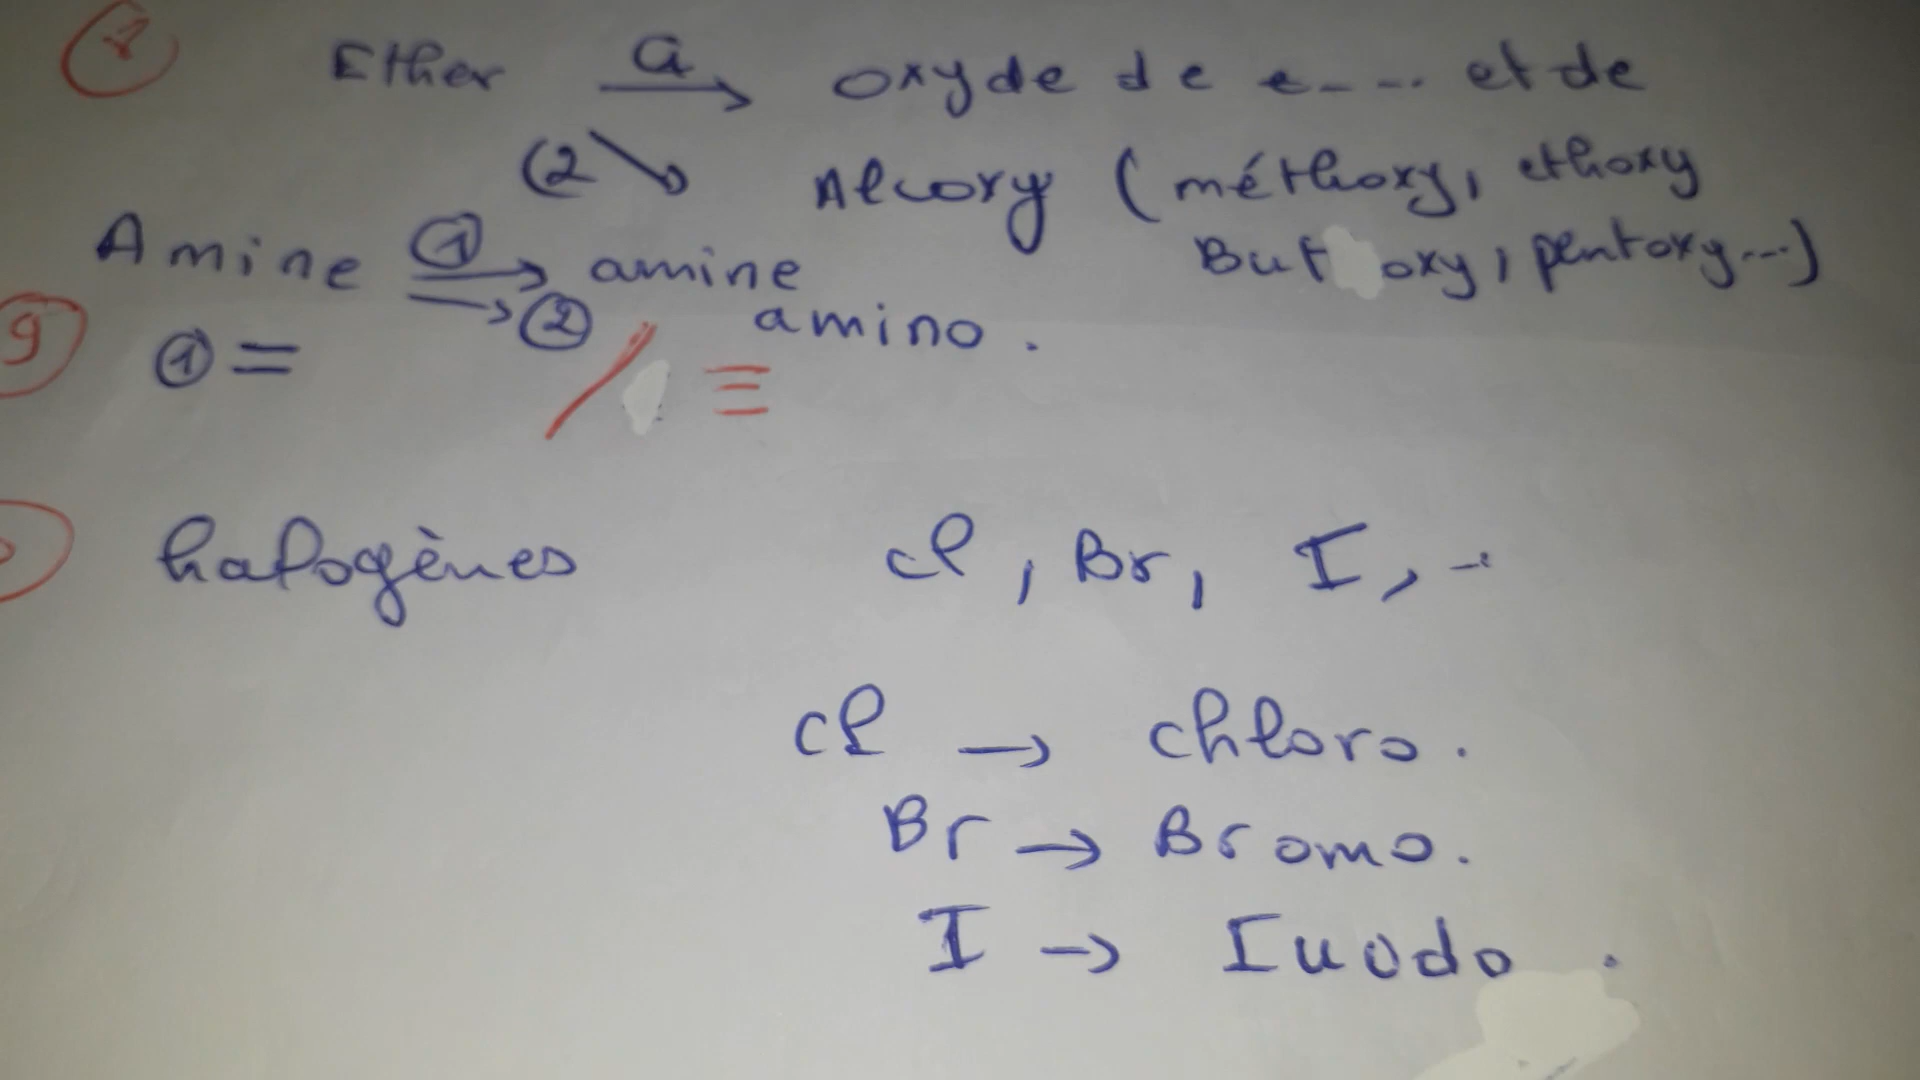 Ether → oxyde de e---.. et de
(2 Alcoxy (méthoxy, ethoxy
Butoxy, pentoxy...)
Amine ① → amine
→ ② amino.
9 ① = / ≡
halogènes cl, Br, I, ..
cl → chloro.
Br → Bromo.
I → Iuodo.